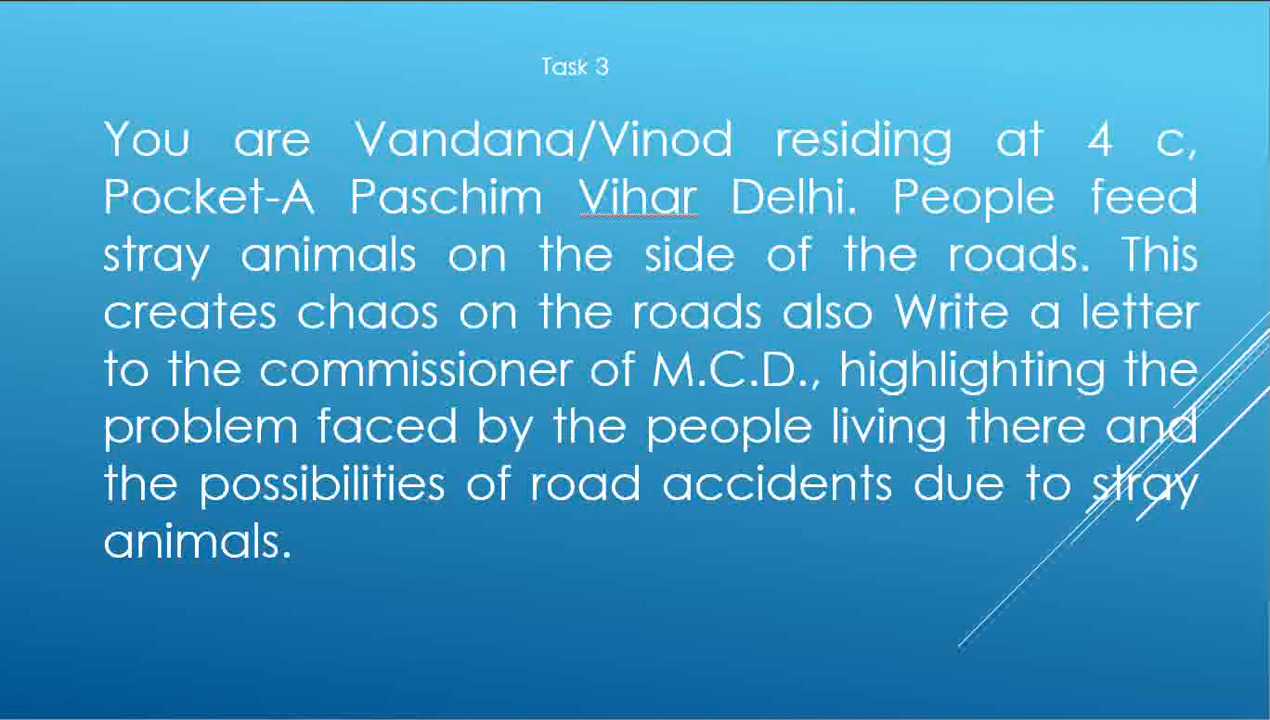 Task 3
You are Vandana/Vinod residing at 4 c,
Pocket-A Paschim Vihar Delhi. People feed
stray animals on the side of the roads. This
creates chaos on the roads also Write a letter
to the commissioner of M.C.D., highlighting the
problem faced by the people living there and
the possibilities of road accidents due to stray
animals.